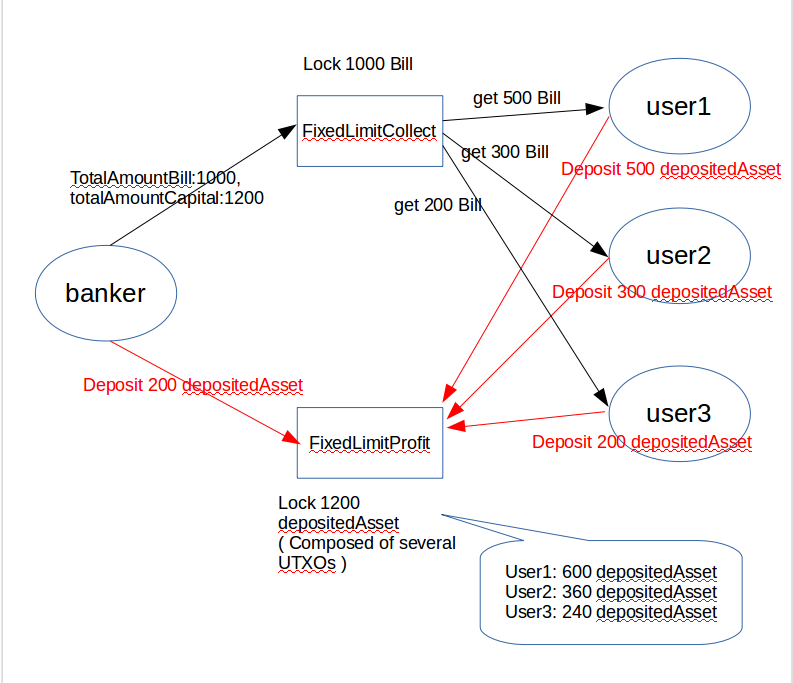 Lock 1000 Bill
get 500 Bill
user1
FixedLimitCollect
get 300 Bill
Deposit 500 depositedAsset
TotalAmountBill:1000,
totalAmountCapital:1200
get 200 Bill
user2
banker
Deposit 300 depositedAsset
Deposit 200 depositedAsset
user3
FixedLimitProfit
Deposit 200 depositedAsset
Lock 1200
depositedAsset
( Composed of several
UTXOs )
User1: 600 depositedAsset
User2: 360 depositedAsset
User3: 240 depositedAsset